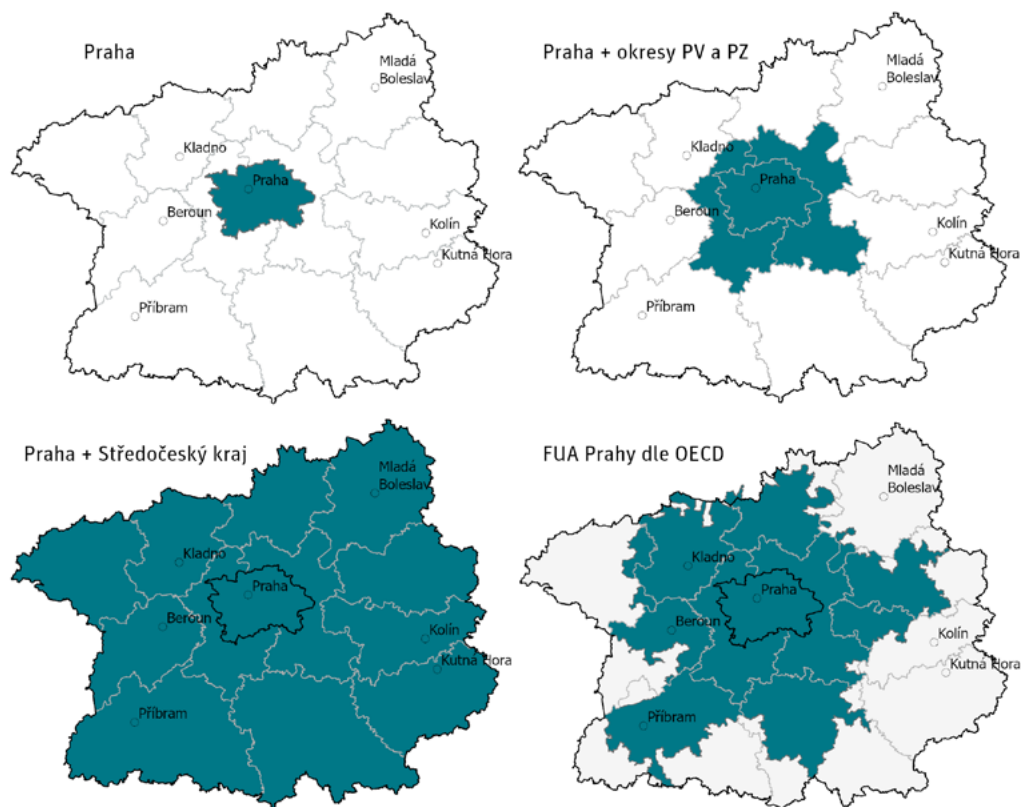 Praha
Mladá
Boleslav
Kladno
Praha
Beroun
Kolín
Kutná Hora
Příbram
Praha + okresy PV a PZ
Mladá
Boleslav
Kladno
Praha
Beroun
Kolín
Kutná Hora
Příbram
Praha + Středočeský kraj
Mladá
Boleslav
Kladno
Praha
Beroun
Kolín
Kutná Hora
Příbram
FUA Prahy dle OECD
Mladá
Boleslav
Kladno
Praha
Beroun
Kolín
Kutná Hora
Příbram